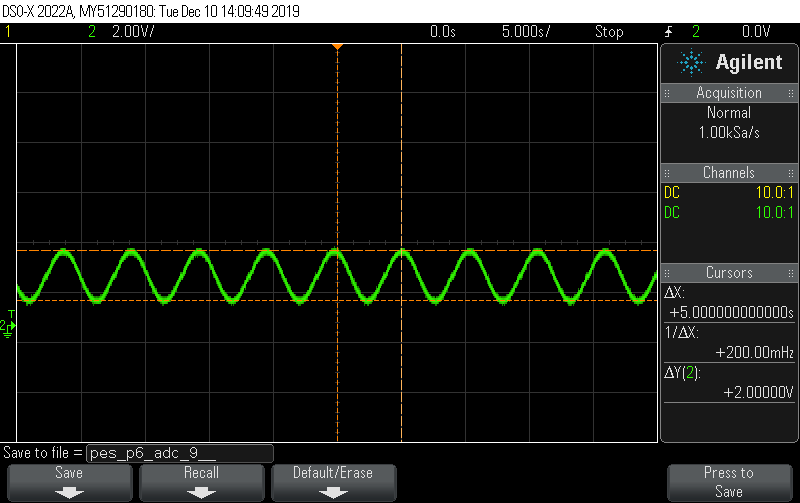 DSO-X 2022A, MY51290180: Tue Dec 10 14:09:49 2019
1 2 2.00V/ 0.0s 5.000s/ Stop 2 0.0V
Agilent
Acquisition
Normal
1.00kSa/s
Channels
DC 10.0:1
DC 10.0:1
Cursors
ΔX:
+5.000000000000s
1/ΔX:
+200.00mHz
ΔY(2):
+2.00000V
T
2
Save to file = pes_p6_adc_9__
Save Recall Default/Erase Press to
Save